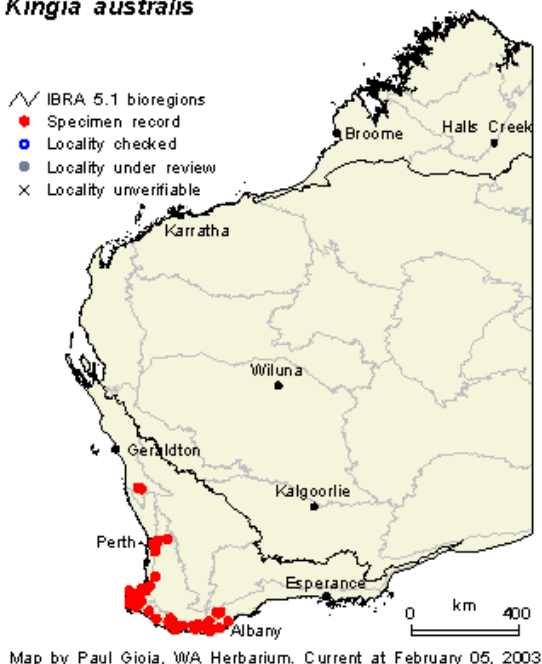 Kingia australis
IBRA 5.1 bioregions
Specimen record
Locality checked
Locality under review
Locality unverifiable
Broome
Halls Creek
Karratha
Wiluna
Geraldton
Kalgoorlie
Perth
Esperance
Albany
0 km 400
Map by Paul Gioia, WA Herbarium. Current at February 05, 2003